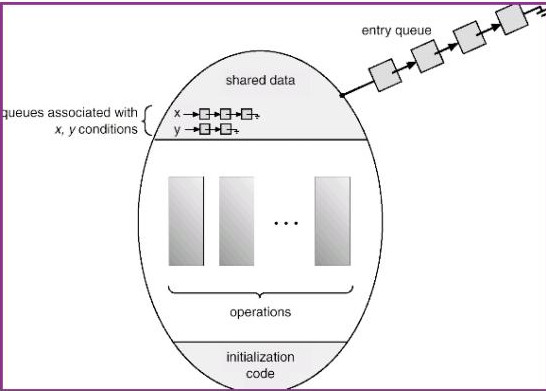 entry queue
shared data
queues associated with
x, y conditions
x
y
...
operations
initialization
code